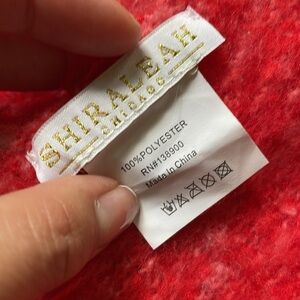 SHIRALEAH
CHICAGO
100%POLYESTER
RN#138900
Made in China